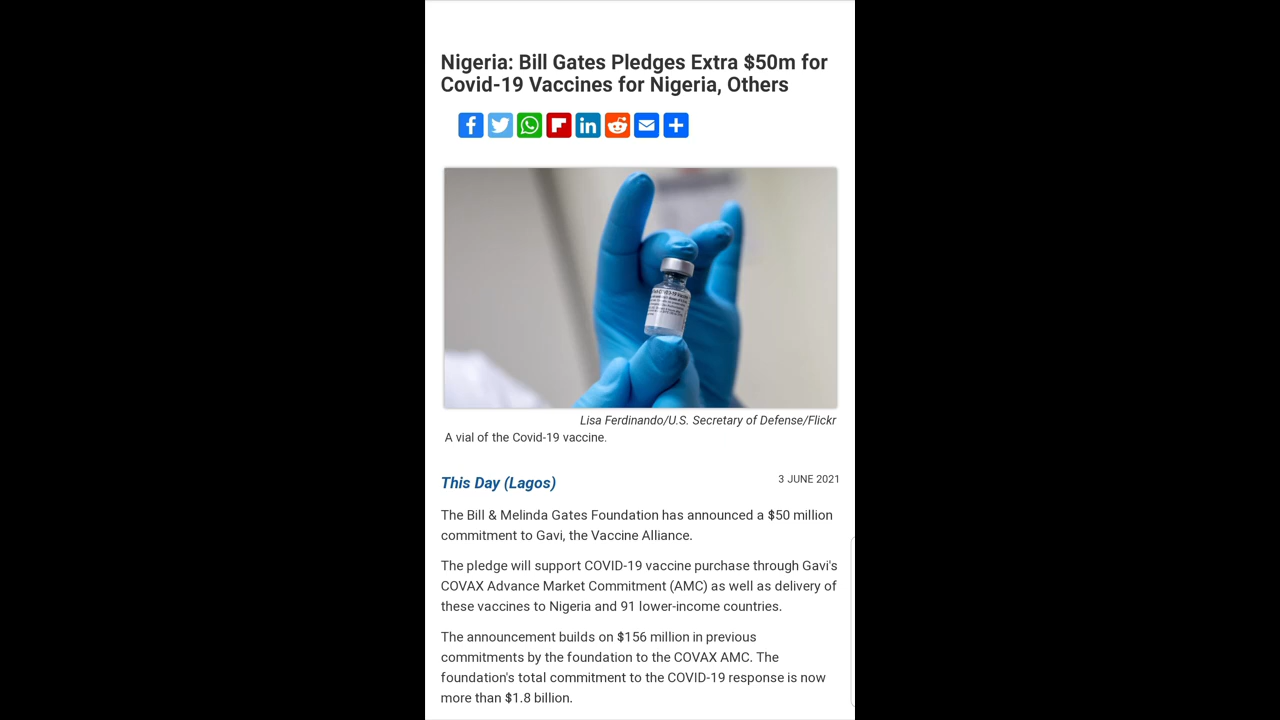 Nigeria: Bill Gates Pledges Extra $50m for
Covid-19 Vaccines for Nigeria, Others
Lisa Ferdinando/U.S. Secretary of Defense/Flickr
A vial of the Covid-19 vaccine.
This Day (Lagos)
3 JUNE 2021
The Bill & Melinda Gates Foundation has announced a $50 million
commitment to Gavi, the Vaccine Alliance.
The pledge will support COVID-19 vaccine purchase through Gavi's
COVAX Advance Market Commitment (AMC) as well as delivery of
these vaccines to Nigeria and 91 lower-income countries.
The announcement builds on $156 million in previous
commitments by the foundation to the COVAX AMC. The
foundation's total commitment to the COVID-19 response is now
more than $1.8 billion.